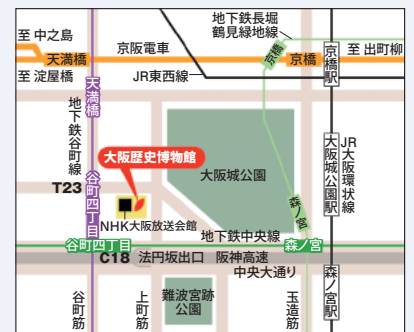 地下鉄長堀
鶴見緑地線
至 中之島
天満橋
京阪電車
京橋
京橋
京橋駅
至 出町柳
至 淀屋橋
JR東西線
天満橋
地下鉄谷町線
大阪歴史博物館
大阪城公園
大阪城公園駅
JR大阪環状線
T23
谷町四丁目
NHK大阪放送会館
森ノ宮
地下鉄中央線
谷町四丁目
森ノ宮
C18
法円坂出口
阪神高速
中央大通り
谷町筋
上町筋
難波宮跡
公園
玉造筋
森ノ宮駅